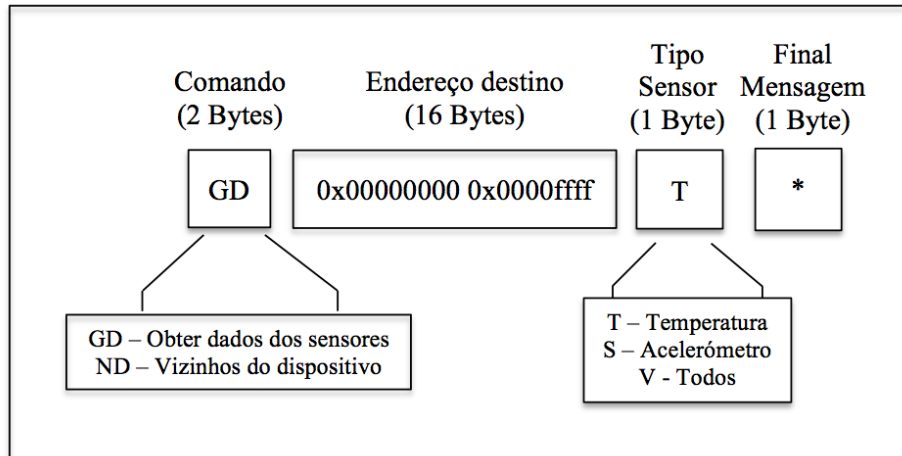 Comando
(2 Bytes)
Endereço destino
(16 Bytes)
Tipo
Sensor
(1 Byte)
Final
Mensagem
(1 Byte)
GD
0x00000000 0x0000ffff
T
*
GD – Obter dados dos sensores
ND – Vizinhos do dispositivo
T – Temperatura
S – Acelerómetro
V - Todos